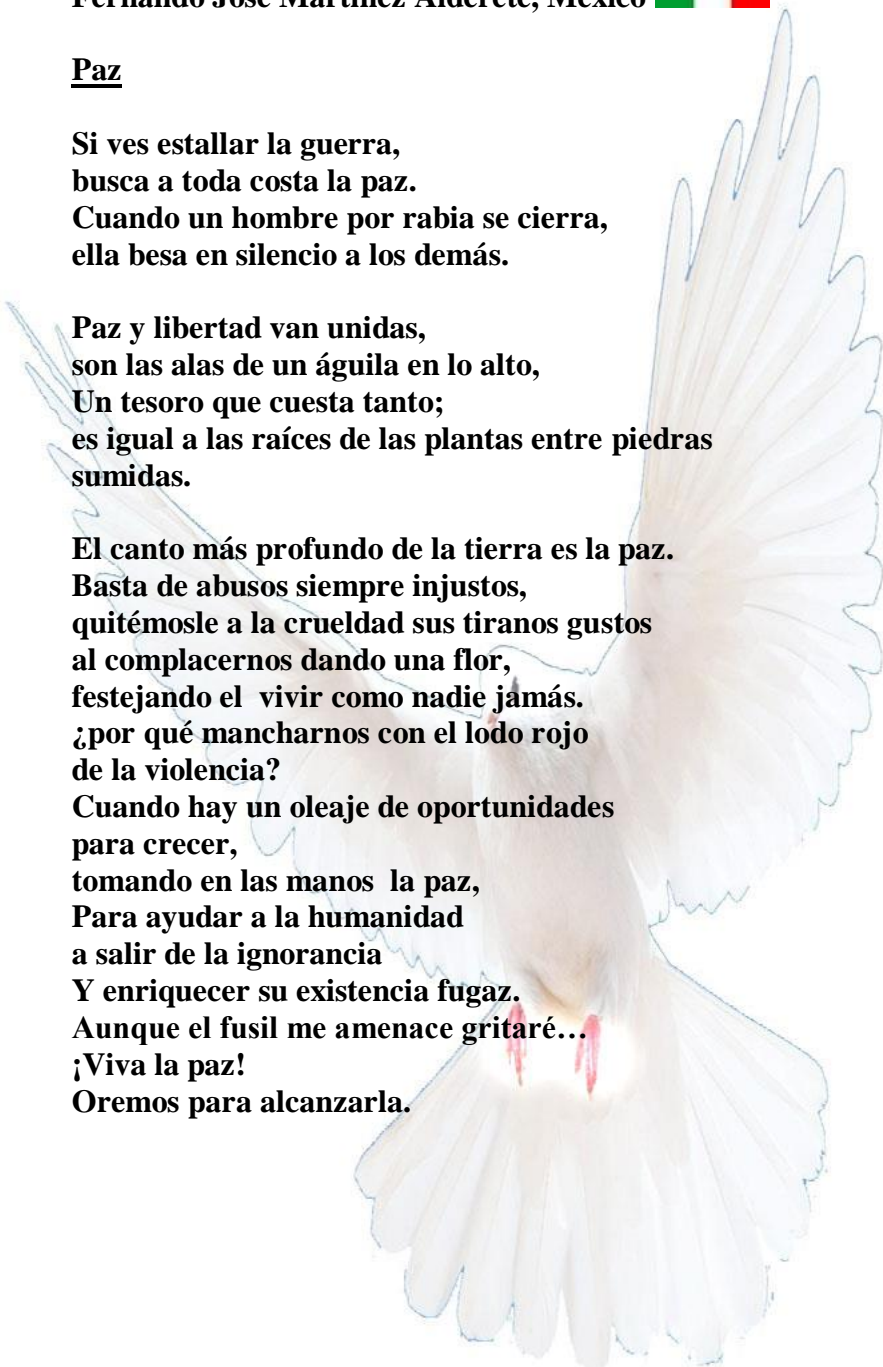 Fernando José Martínez Alderete, México
Paz
Si ves estallar la guerra,
busca a toda costa la paz.
Cuando un hombre por rabia se cierra,
ella besa en silencio a los demás.
Paz y libertad van unidas,
son las alas de un águila en lo alto,
Un tesoro que cuesta tanto;
es igual a las raíces de las plantas entre piedras
sumidas.
El canto más profundo de la tierra es la paz.
Basta de abusos siempre injustos,
quitémosle a la crueldad sus tiranos gustos
al complacernos dando una flor,
festejando el  vivir como nadie jamás.
¿por qué mancharnos con el lodo rojo
de la violencia?
Cuando hay un oleaje de oportunidades
para crecer,
tomando en las manos  la paz,
Para ayudar a la humanidad
a salir de la ignorancia
Y enriquecer su existencia fugaz.
Aunque el fusil me amenace gritaré…
¡Viva la paz!
Oremos para alcanzarla.